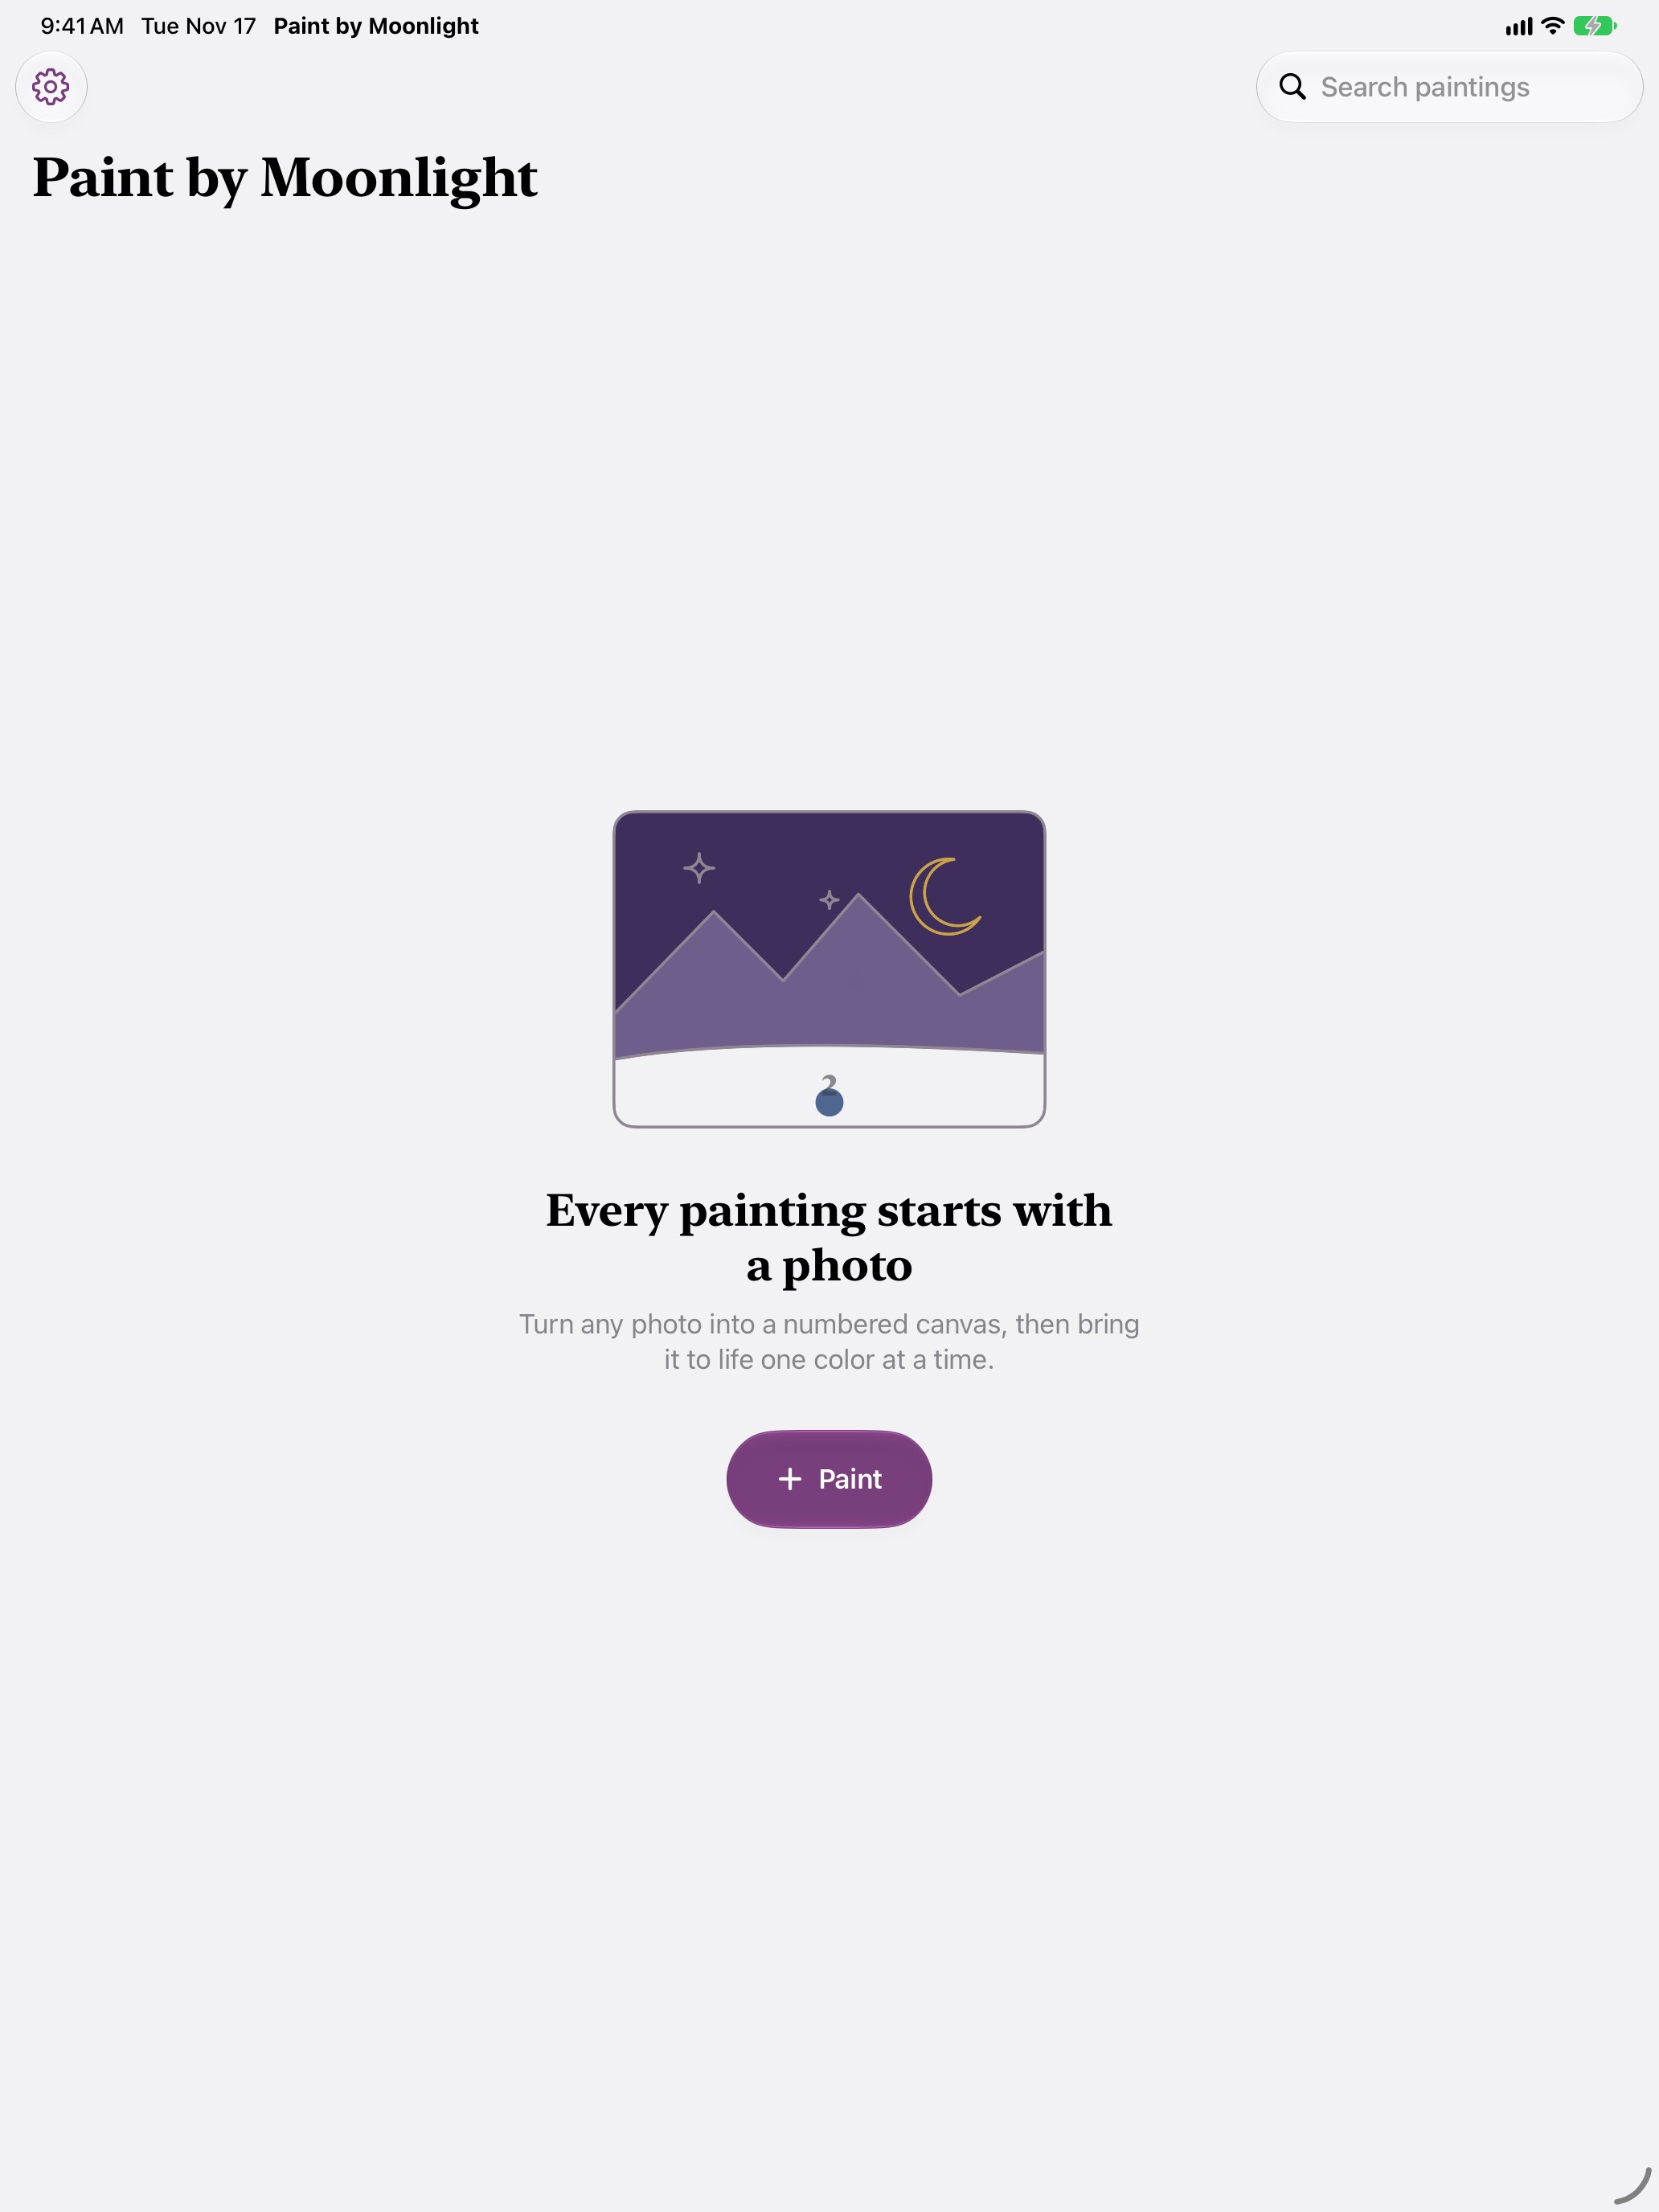 9:41 AM Tue Nov 17 Paint by Moonlight
Search paintings
Paint by Moonlight
2
Every painting starts with
a photo
Turn any photo into a numbered canvas, then bring
it to life one color at a time.
+ Paint